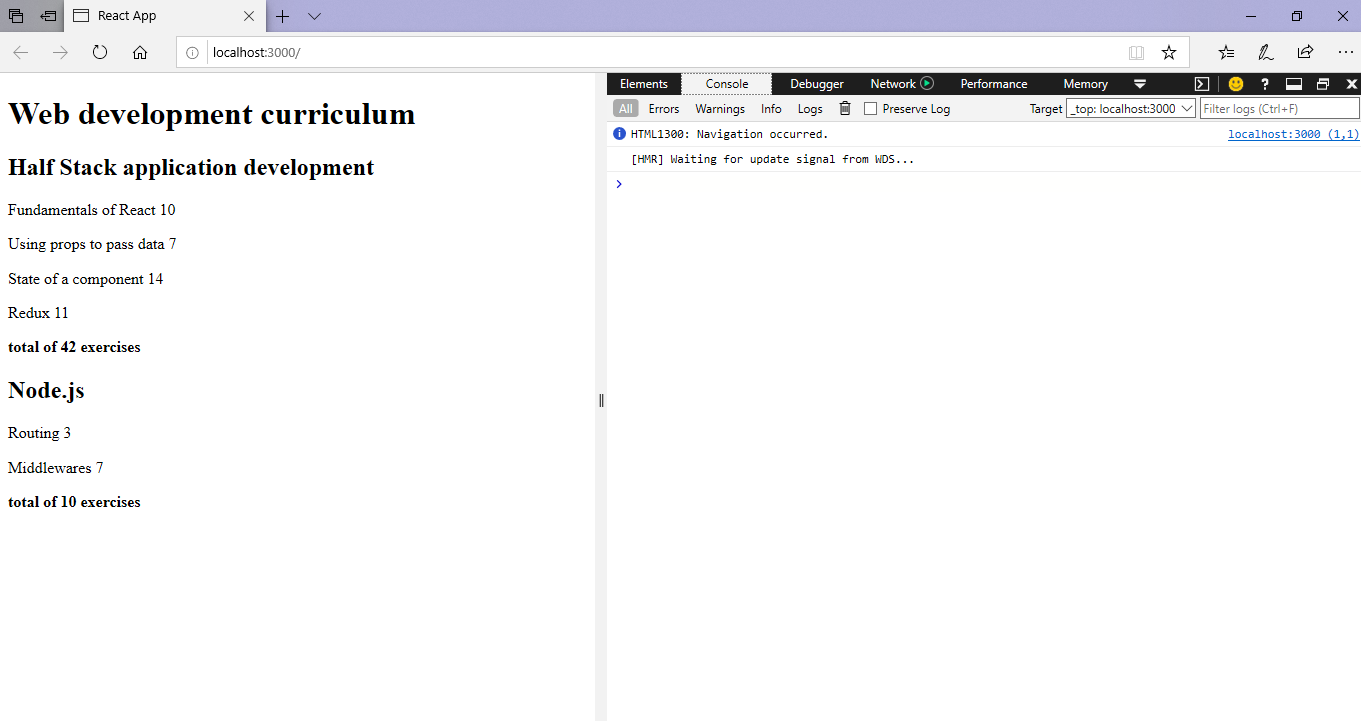 React App
localhost:3000/
Web development curriculum
Half Stack application development
Fundamentals of React 10
Using props to pass data 7
State of a component 14
Redux 11
total of 42 exercises
Node.js
Routing 3
Middlewares 7
total of 10 exercises
Elements Console Debugger Network Performance Memory ?
All Errors Warnings Info Logs Preserve Log Target _top: localhost:3000 Filter logs (Ctrl+F)
HTML1300: Navigation occurred. localhost:3000 (1,1)
[HMR] Waiting for update signal from WDS...